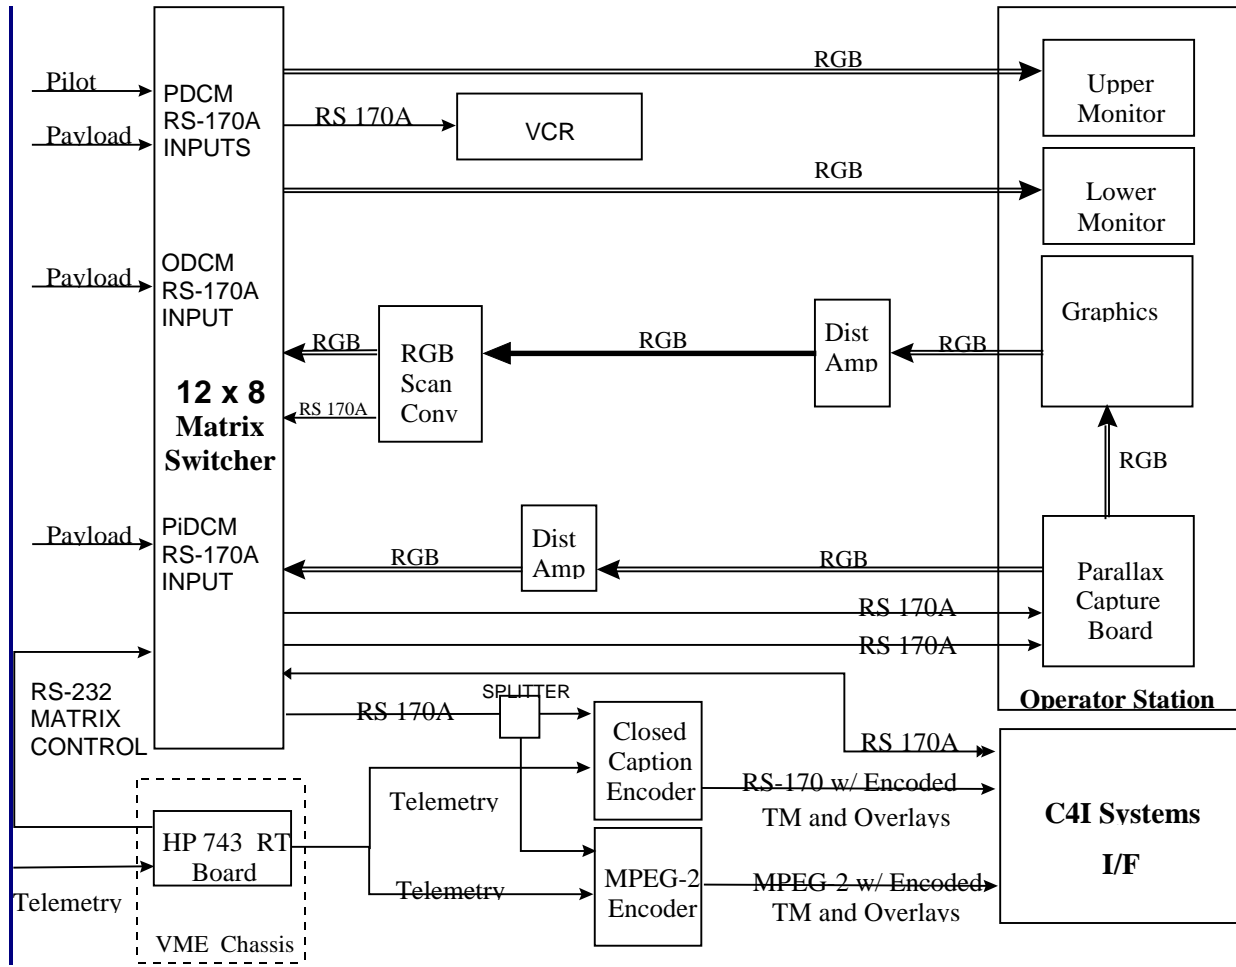 Pilot
Payload
PDCM
RS-170A
INPUTS
RS 170A
VCR
RGB
Upper
Monitor
RGB
Lower
Monitor
Payload
ODCM
RS-170A
INPUT
RGB
RS 170A
RGB
Scan
Conv
RGB
Dist
Amp
RGB
Graphics
12 x 8
Matrix
Switcher
RGB
Payload
PiDCM
RS-170A
INPUT
RGB
Dist
Amp
RGB
Parallax
Capture
Board
RS 170A
RS 170A
Operator Station
RS-232
MATRIX
CONTROL
RS 170A
SPLITTER
Closed
Caption
Encoder
RS 170A
RS-170 w/ Encoded
TM and Overlays
C4I Systems
I/F
Telemetry
HP 743 RT
Board
Telemetry
MPEG-2
Encoder
MPEG-2 w/ Encoded
TM and Overlays
Telemetry
VME Chassis